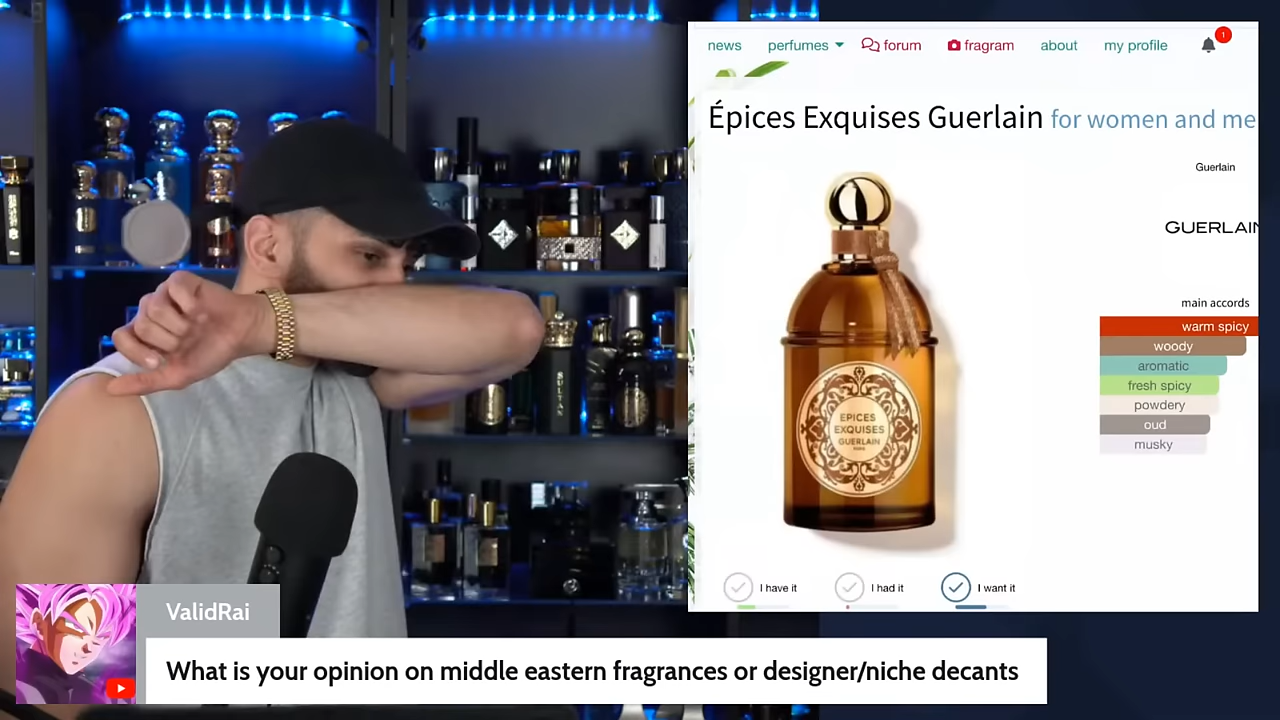 news perfumes forum fragram about my profile 1
Épices Exquises Guerlain for women and me
Guerlain
GUERLAIN
main accords
warm spicy
woody
aromatic
fresh spicy
powdery
oud
musky
EPICES
EXQUISES
GUERLAIN
PARIS
I have it I had it I want it
SULTAN
ValidRai
What is your opinion on middle eastern fragrances or designer/niche decants